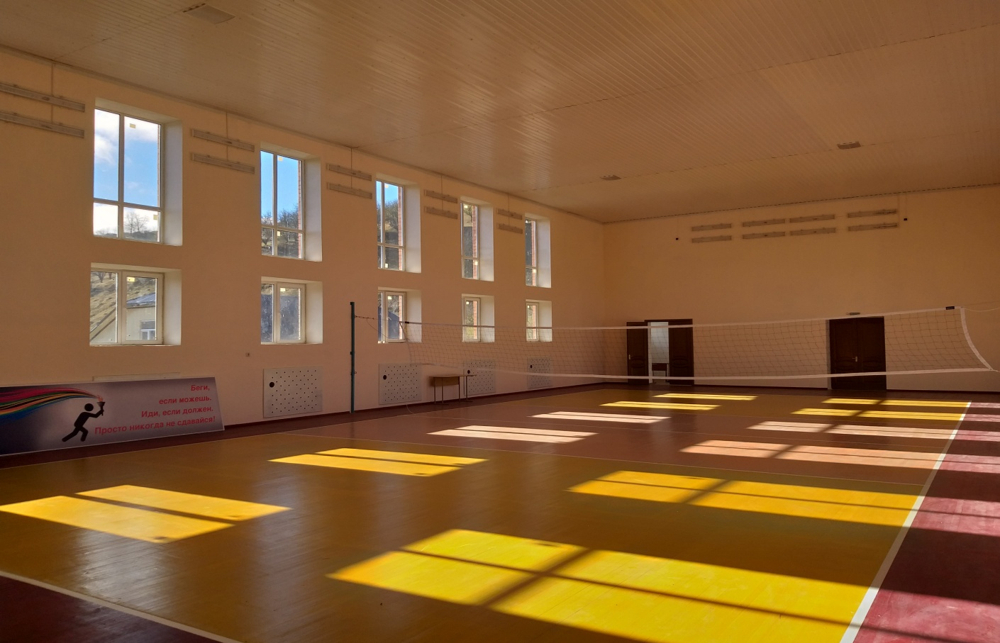 Беги,
если можешь.
Иди, если должен.
Просто никогда не сдавайся!